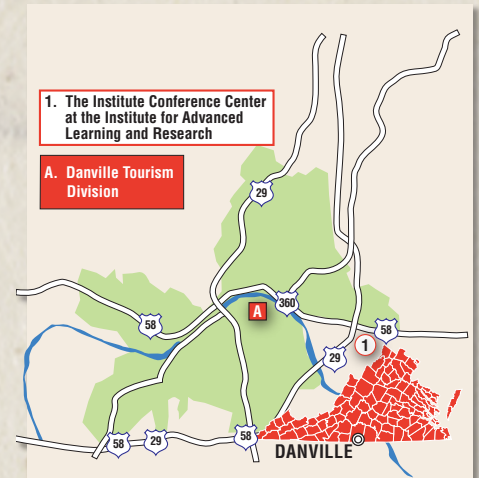 1. The Institute Conference Center
at the Institute for Advanced
Learning and Research
A. Danville Tourism
Division
29
58
A
360
58
1
29
58
29
58
DANVILLE